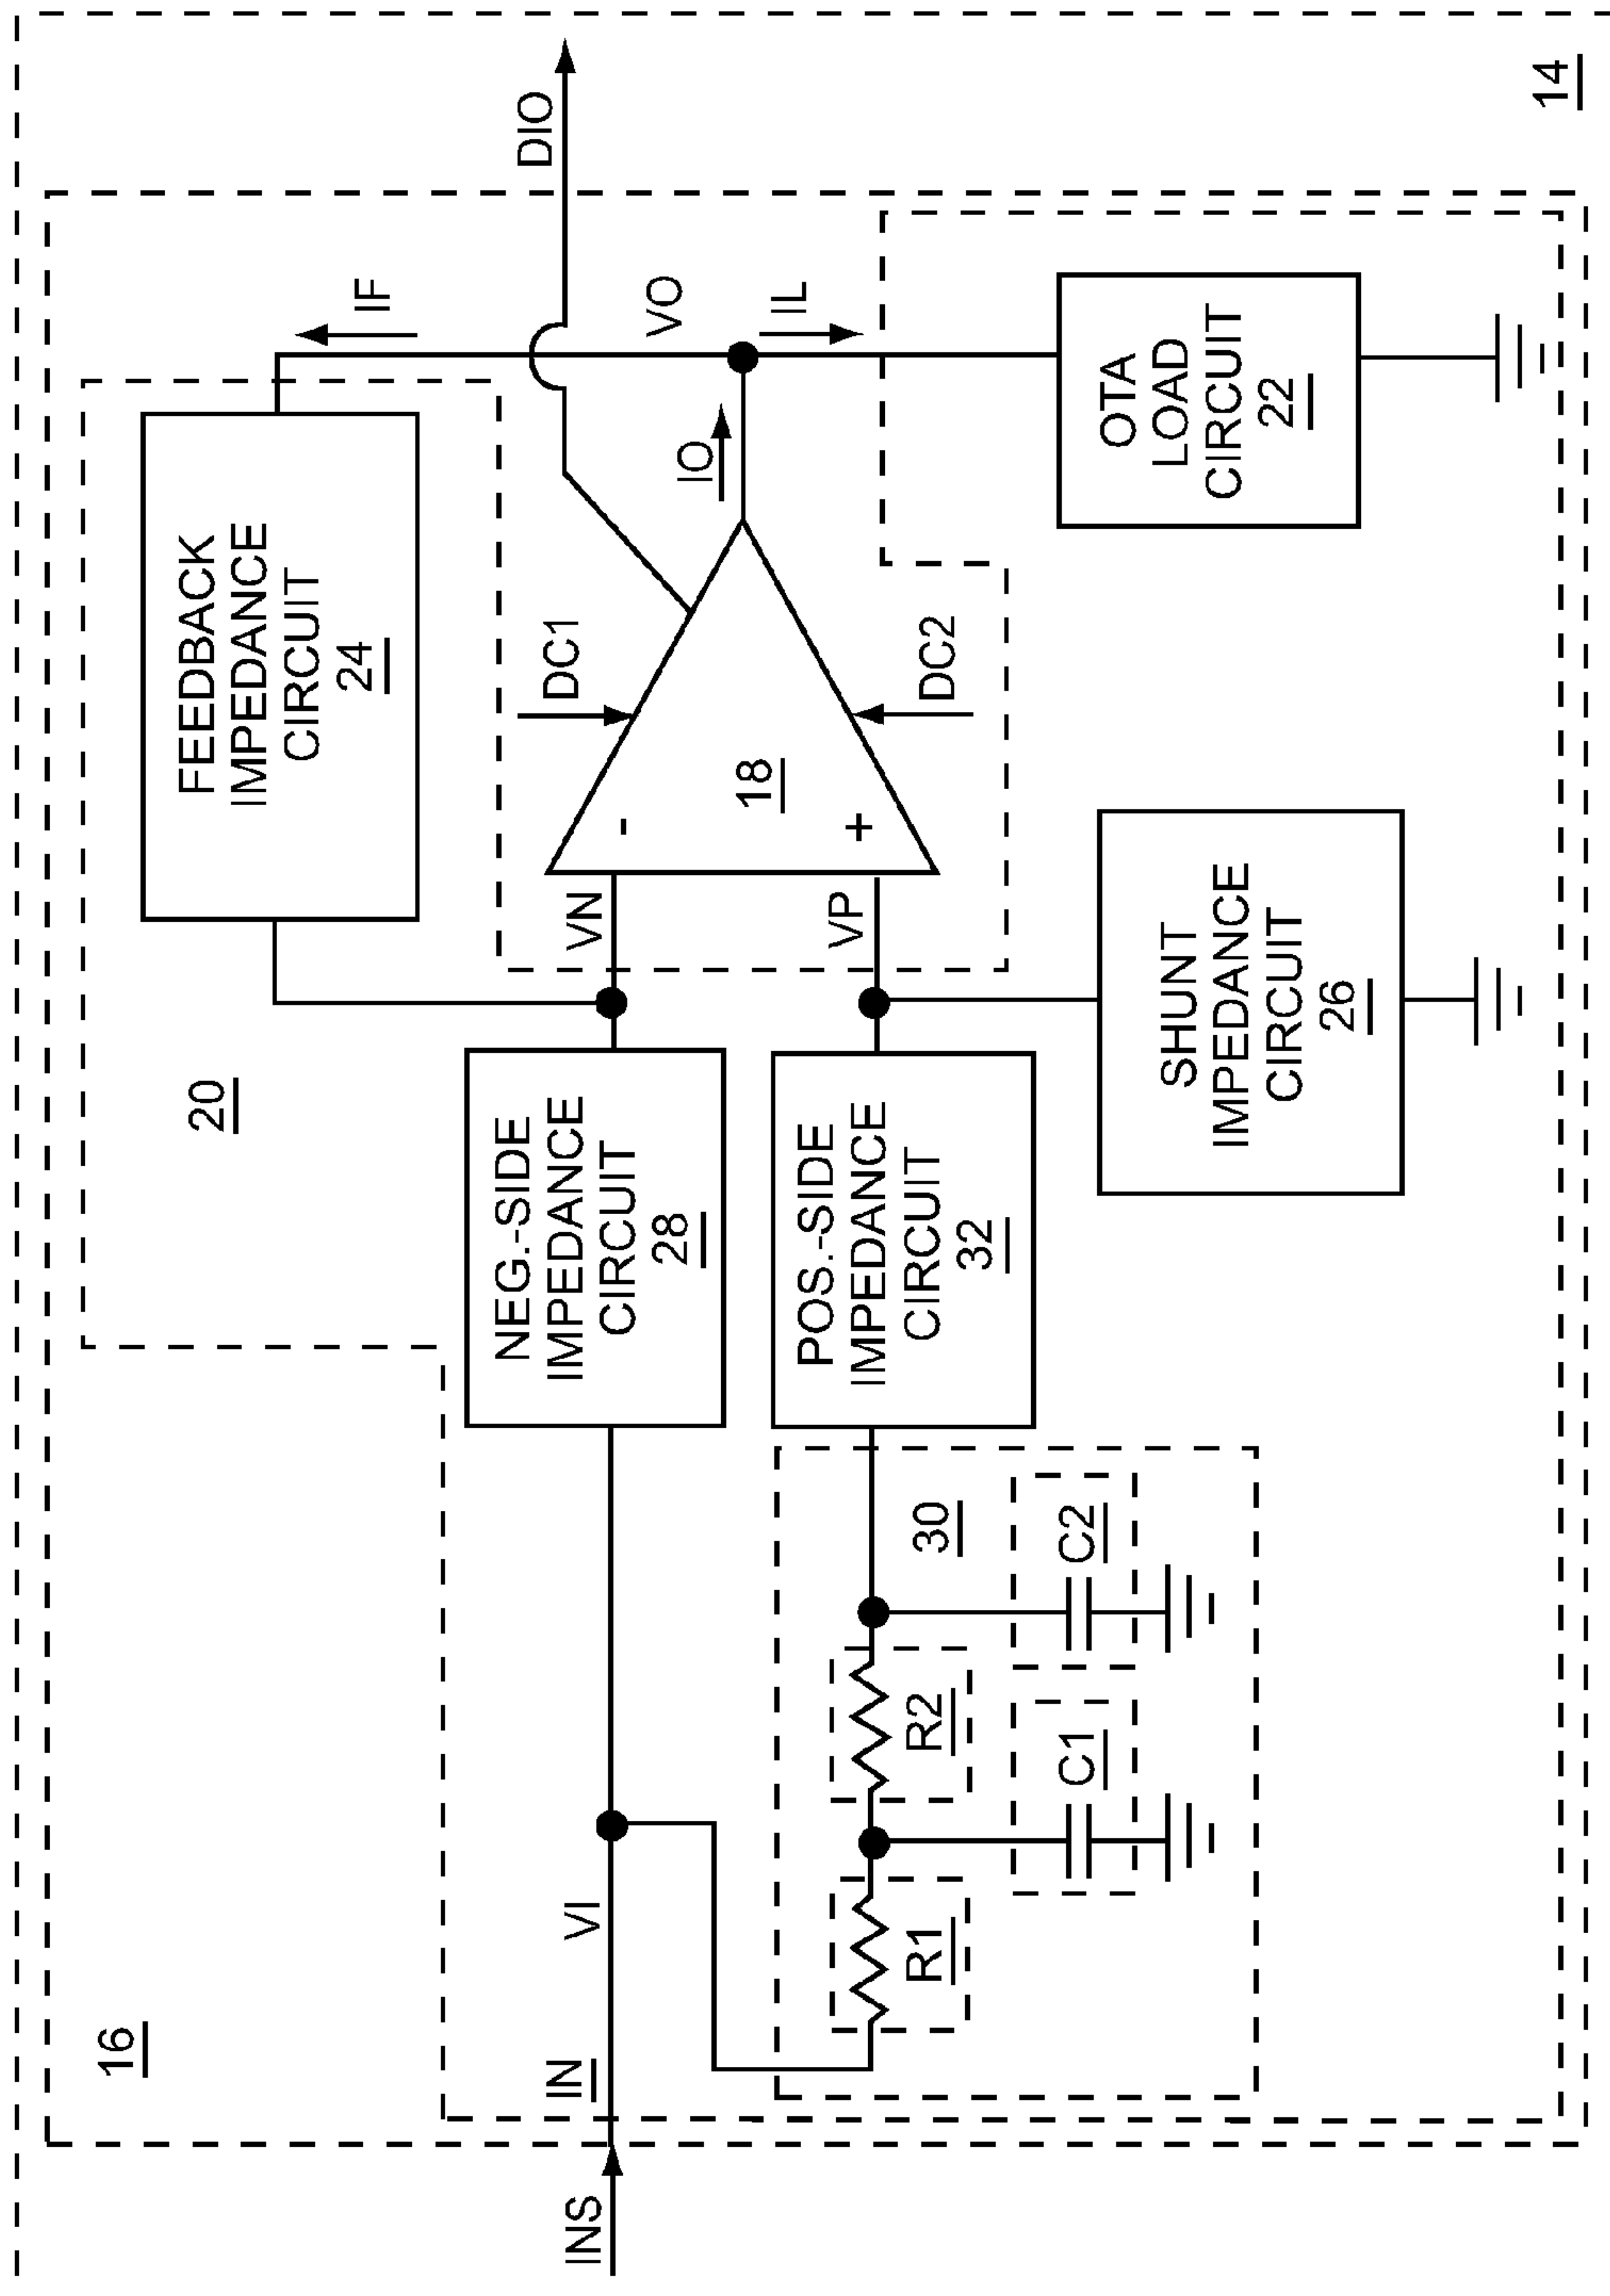 16
20
FEEDBACK
IMPEDANCE
CIRCUIT
24
IF
DIO
INS
IN
VI
NEG.-SIDE
IMPEDANCE
CIRCUIT
28
VN
DC1
-
18
+
IO
VO
IL
VP
DC2
POS.-SIDE
IMPEDANCE
CIRCUIT
32
R1
R2
30
C1
C2
SHUNT
IMPEDANCE
CIRCUIT
26
OTA
LOAD
CIRCUIT
22
14